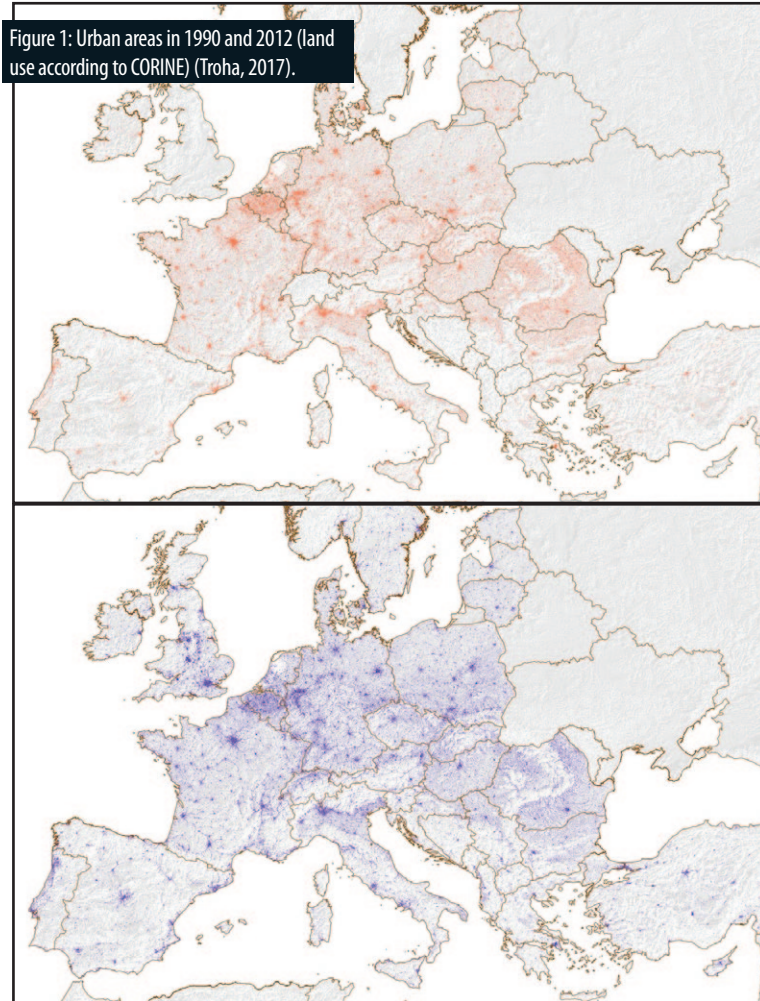 Figure 1: Urban areas in 1990 and 2012 (land
use according to CORINE) (Troha, 2017).